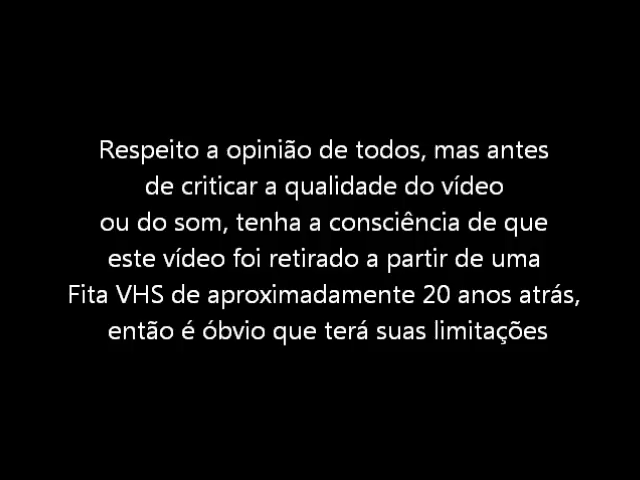 Respeito a opinião de todos, mas antes
de criticar a qualidade do vídeo
ou do som, tenha a consciência de que
este vídeo foi retirado a partir de uma
Fita VHS de aproximadamente 20 anos atrás,
então é óbvio que terá suas limitações